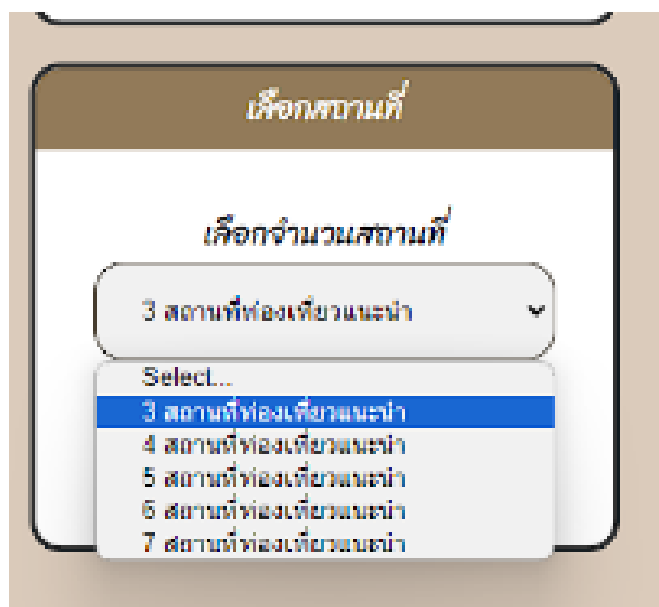 เลือกสถานที่
เลือกจำนวนสถานที่
3 สถานที่ท่องเที่ยวแนะนำ
Select...
3 สถานที่ท่องเที่ยวแนะนำ
4 สถานที่ท่องเที่ยวแนะนำ
5 สถานที่ท่องเที่ยวแนะนำ
6 สถานที่ท่องเที่ยวแนะนำ
7 สถานที่ท่องเที่ยวแนะนำ